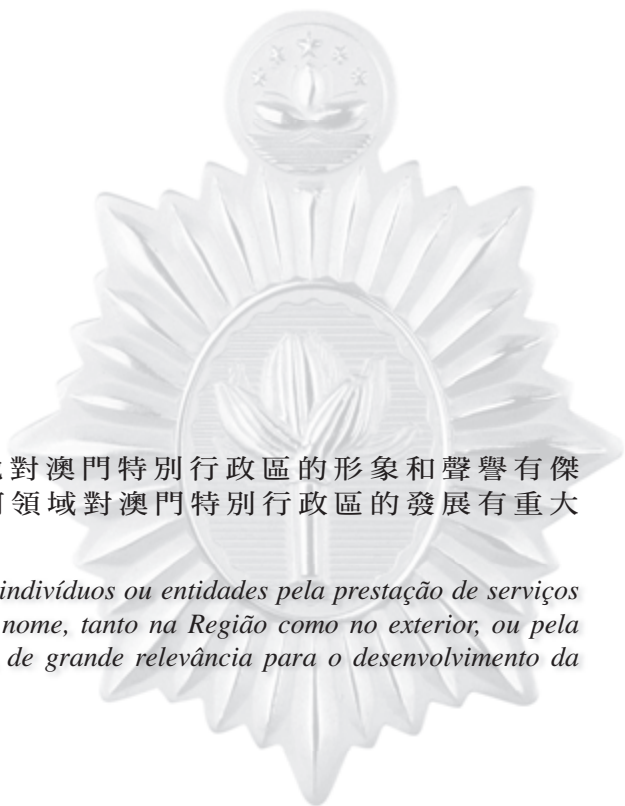 對澳門特別行政區的形象和聲譽有傑
領域對澳門特別行政區的發展有重大
indivíduos ou entidades pela prestação de serviços
nome, tanto na Região como no exterior, ou pela
de grande relevância para o desenvolvimento da